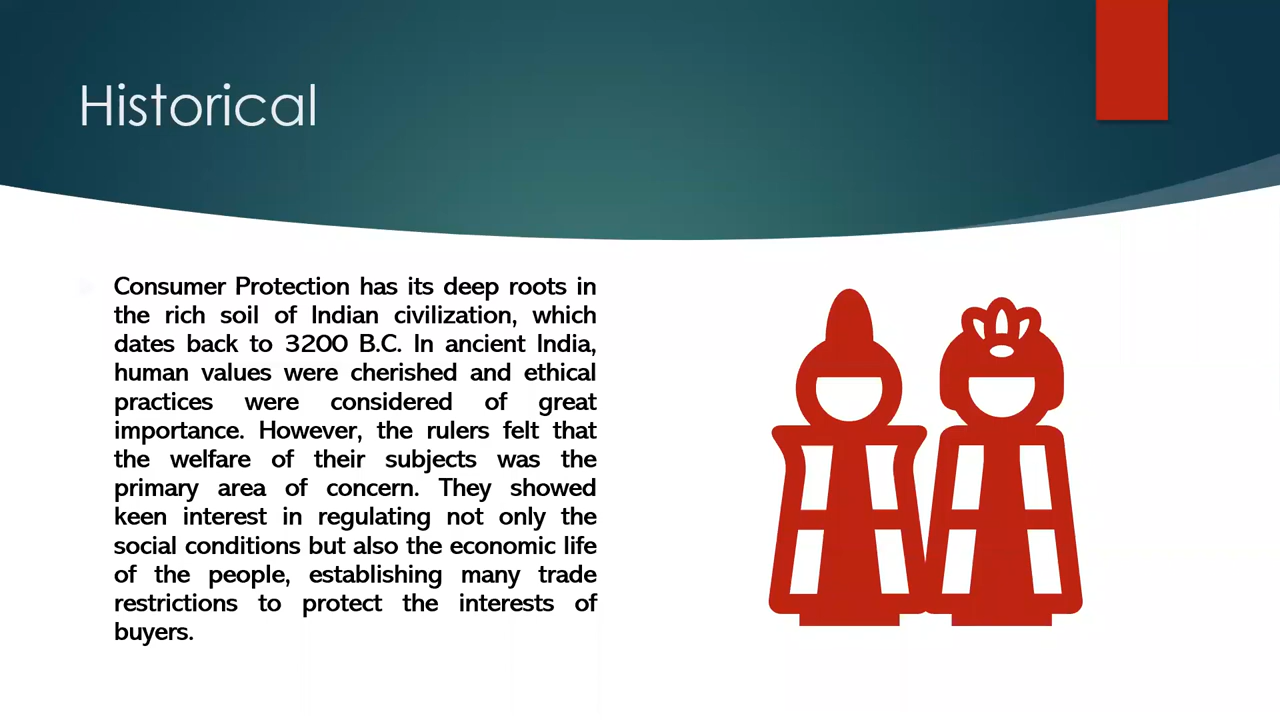 Historical
Consumer Protection has its deep roots in
the rich soil of Indian civilization, which
dates back to 3200 B.C. In ancient India,
human values were cherished and ethical
practices were considered of great
importance. However, the rulers felt that
the welfare of their subjects was the
primary area of concern. They showed
keen interest in regulating not only the
social conditions but also the economic life
of the people, establishing many trade
restrictions to protect the interests of
buyers.